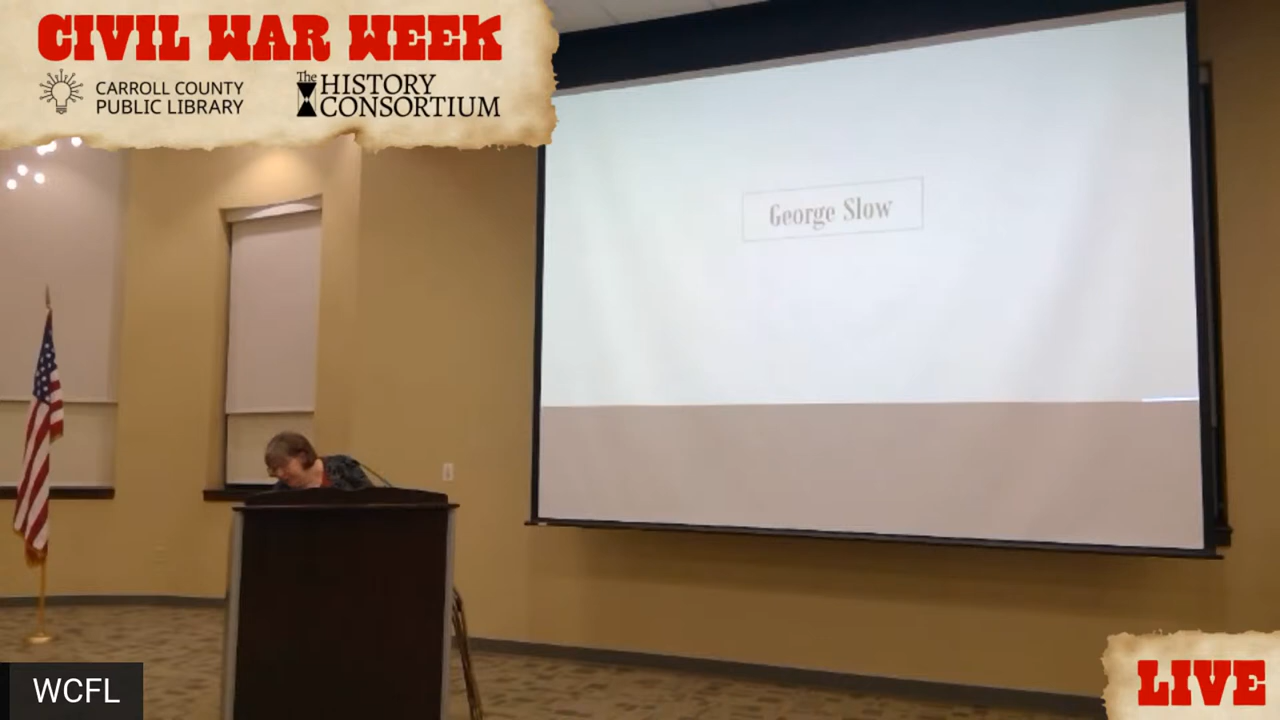 CIVIL WAR WEEK
CARROLL COUNTY
PUBLIC LIBRARY
The
HISTORY
CONSORTIUM
George Slow
WCFL
LIVE